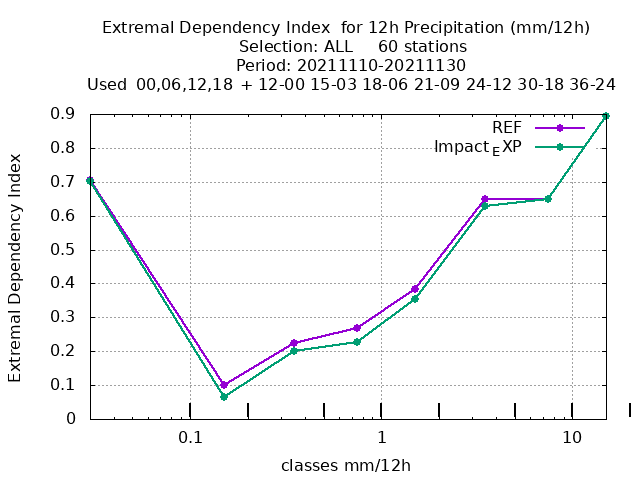 Extremal Dependency Index  for 12h Precipitation (mm/12h)
Selection: ALL     60 stations
Period: 20211110-20211130
Used  00,06,12,18  + 12-00 15-03 18-06 21-09 24-12 30-18 36-24
REF
Impact_EXP
Extremal Dependency Index
0.9
0.8
0.7
0.6
0.5
0.4
0.3
0.2
0.1
0
0.1 1 10
classes mm/12h